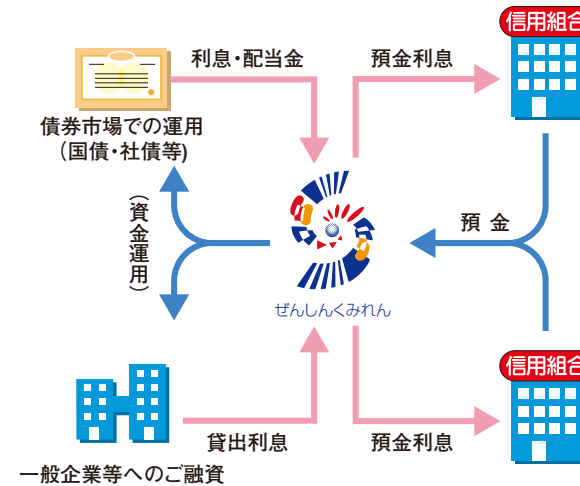 信用組合
利息・配当金
預金利息
債券市場での運用
（国債・社債等）
（資金運用）
預金
ぜんしんくみれん
信用組合
貸出利息
預金利息
一般企業等へのご融資